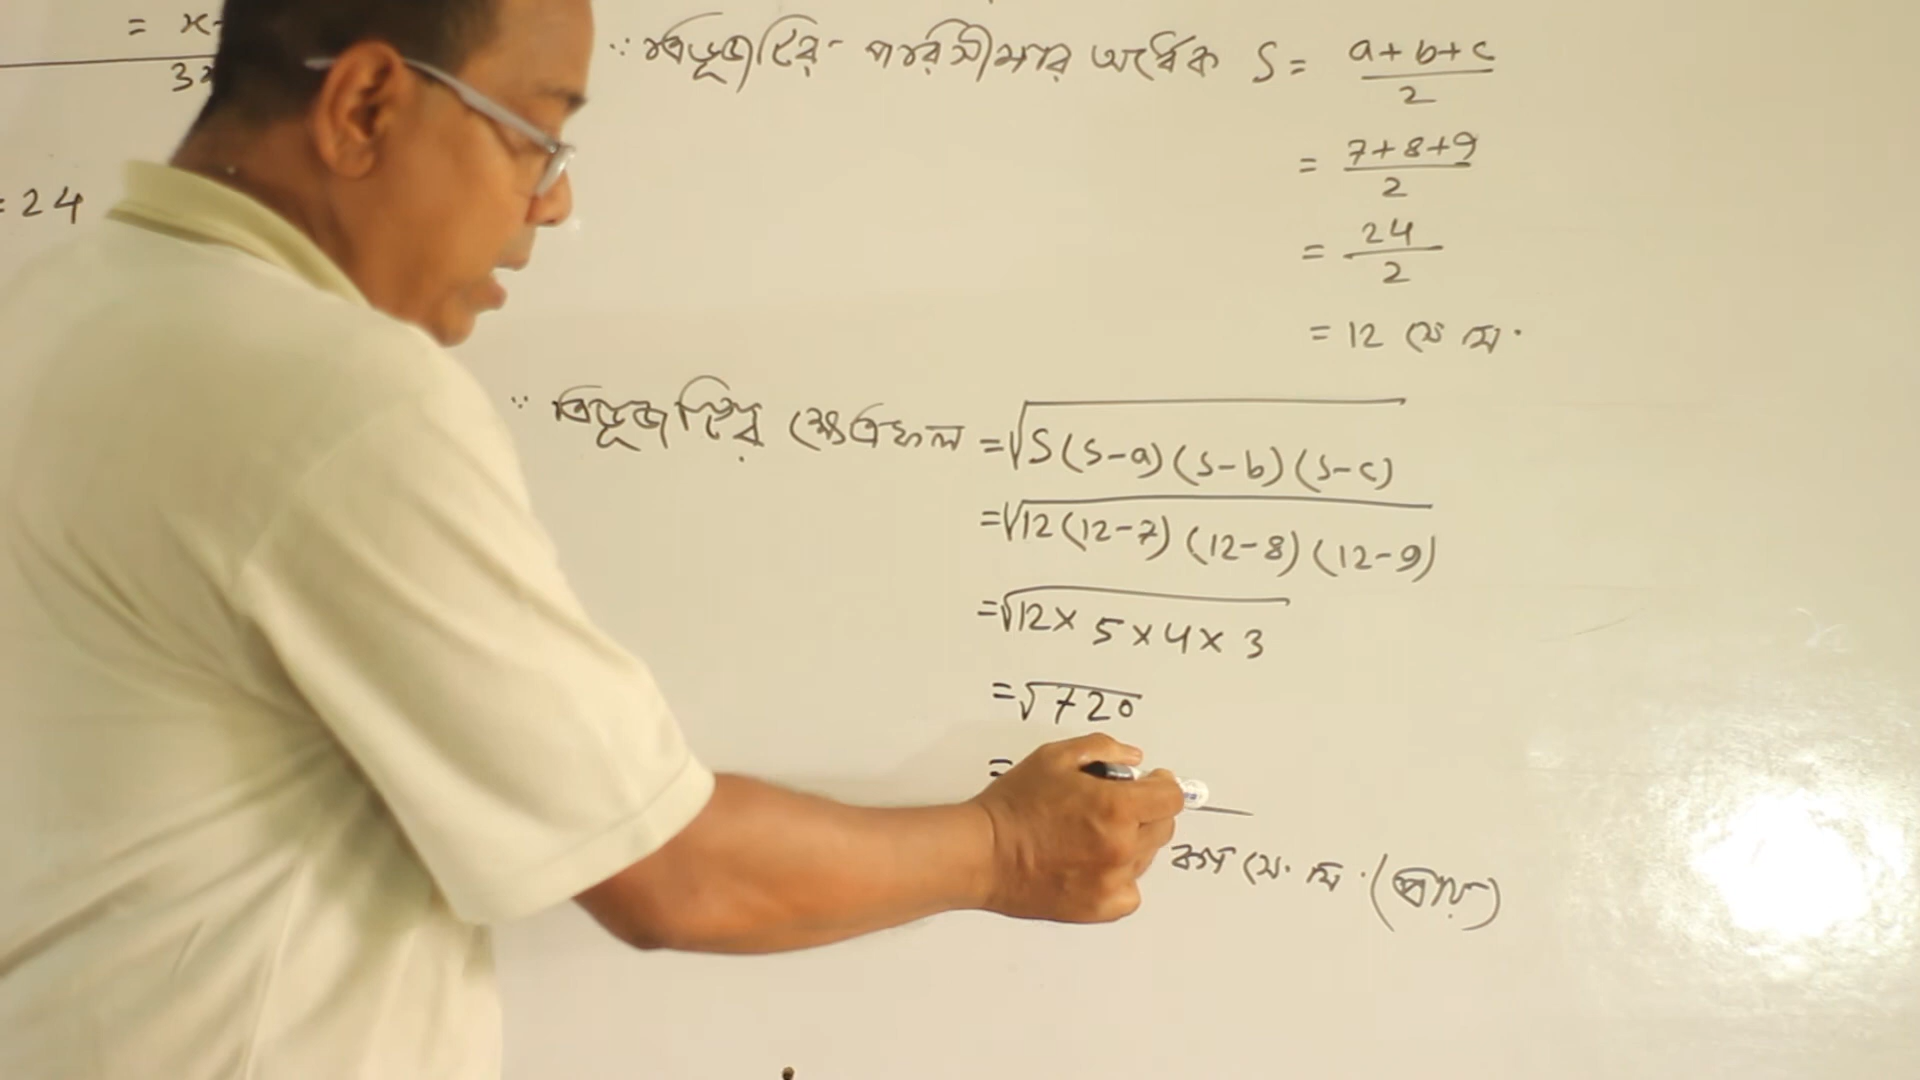 = x-
3x
= 24
∵ ত্রিভূজটির- পরিসীমার অর্ধেক S = a+b+c / 2
= 7+8+9 / 2
= 24 / 2
= 12 সে মি.
∵ ত্রিভূজটির ক্ষেত্রফল = √S(S-a)(S-b)(S-c)
= √12(12-7)(12-8)(12-9)
= √12× 5×4×3
= √720
=
বর্গ সে. মি. (প্রায়)